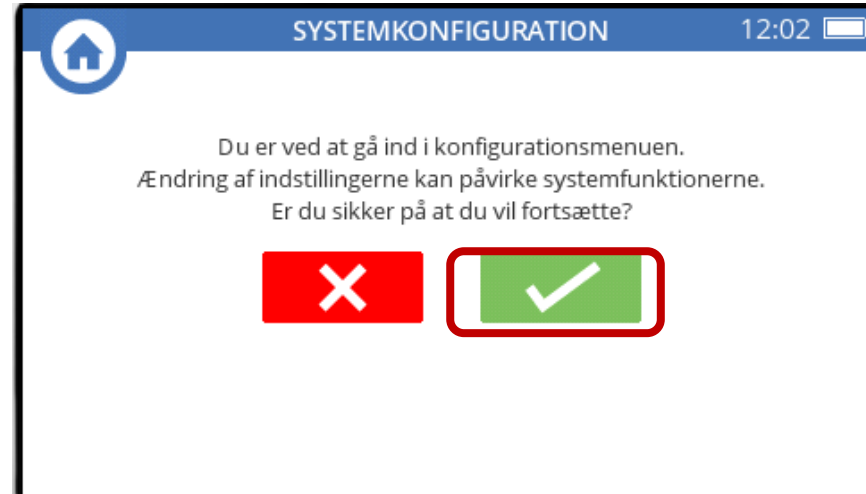 SYSTEMKONFIGURATION 12:02
Du er ved at gå ind i konfigurationsmenuen.
Ændring af indstillingerne kan påvirke systemfunktionerne.
Er du sikker på at du vil fortsætte?